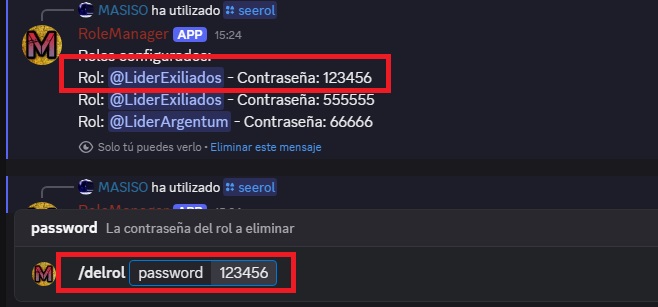 MASISO ha utilizado seerol
RoleManager APP 15:24
Roles configurados:
Rol: @LiderExiliados - Contraseña: 123456
Rol: @LiderExiliados - Contraseña: 555555
Rol: @LiderArgentum - Contraseña: 66666
Solo tú puedes verlo • Eliminar este mensaje
MASISO ha utilizado seerol
RoleManager APP 15:24
password La contraseña del rol a eliminar
/delrol password 123456